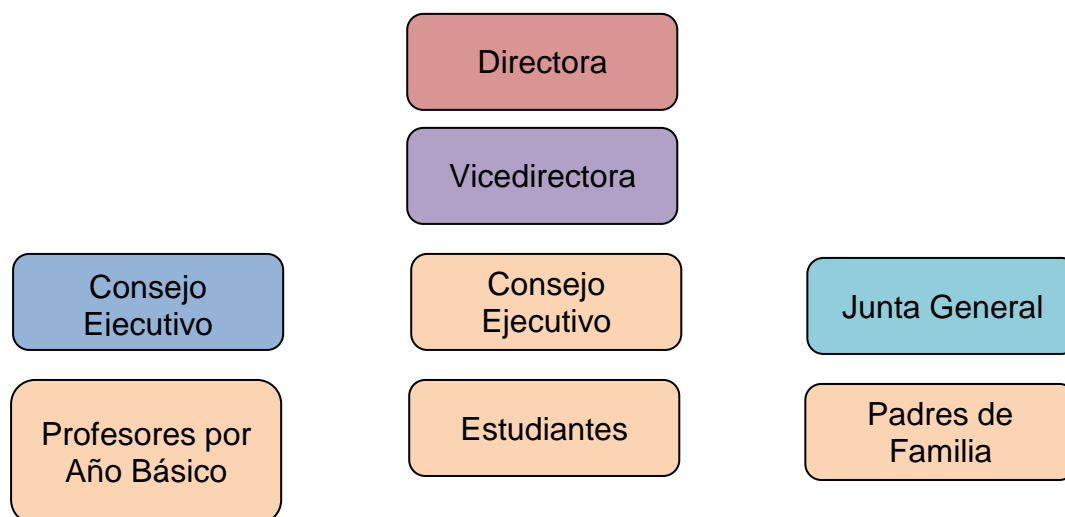 Directora
Vicedirectora
Consejo
Ejecutivo
Consejo
Ejecutivo
Junta General
Profesores por
Año Básico
Estudiantes
Padres de
Familia